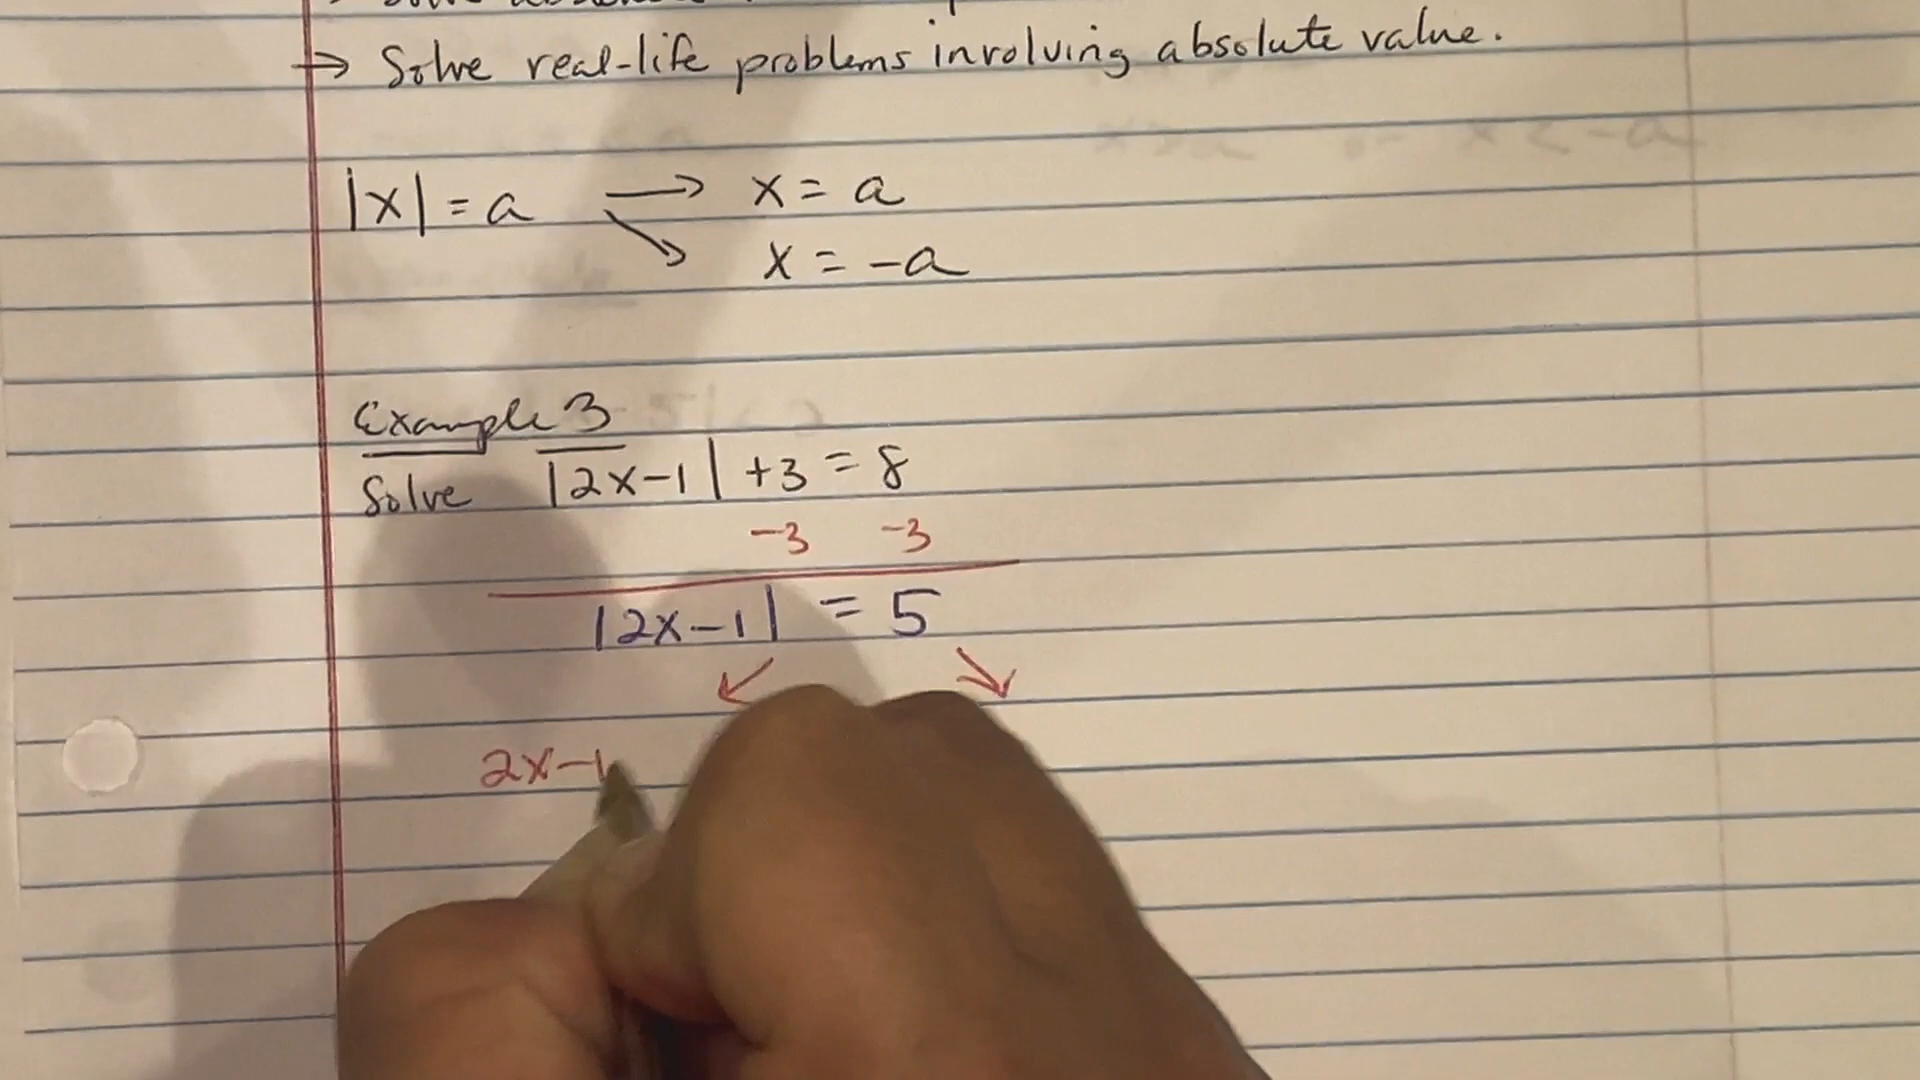 → Solve real-life problems involving absolute value.
|x| = a → x = a
↘ x = -a
Example 3
Solve |2x-1| +3 = 8
-3 -3
|2x-1| = 5
↙ ↘
2x-1